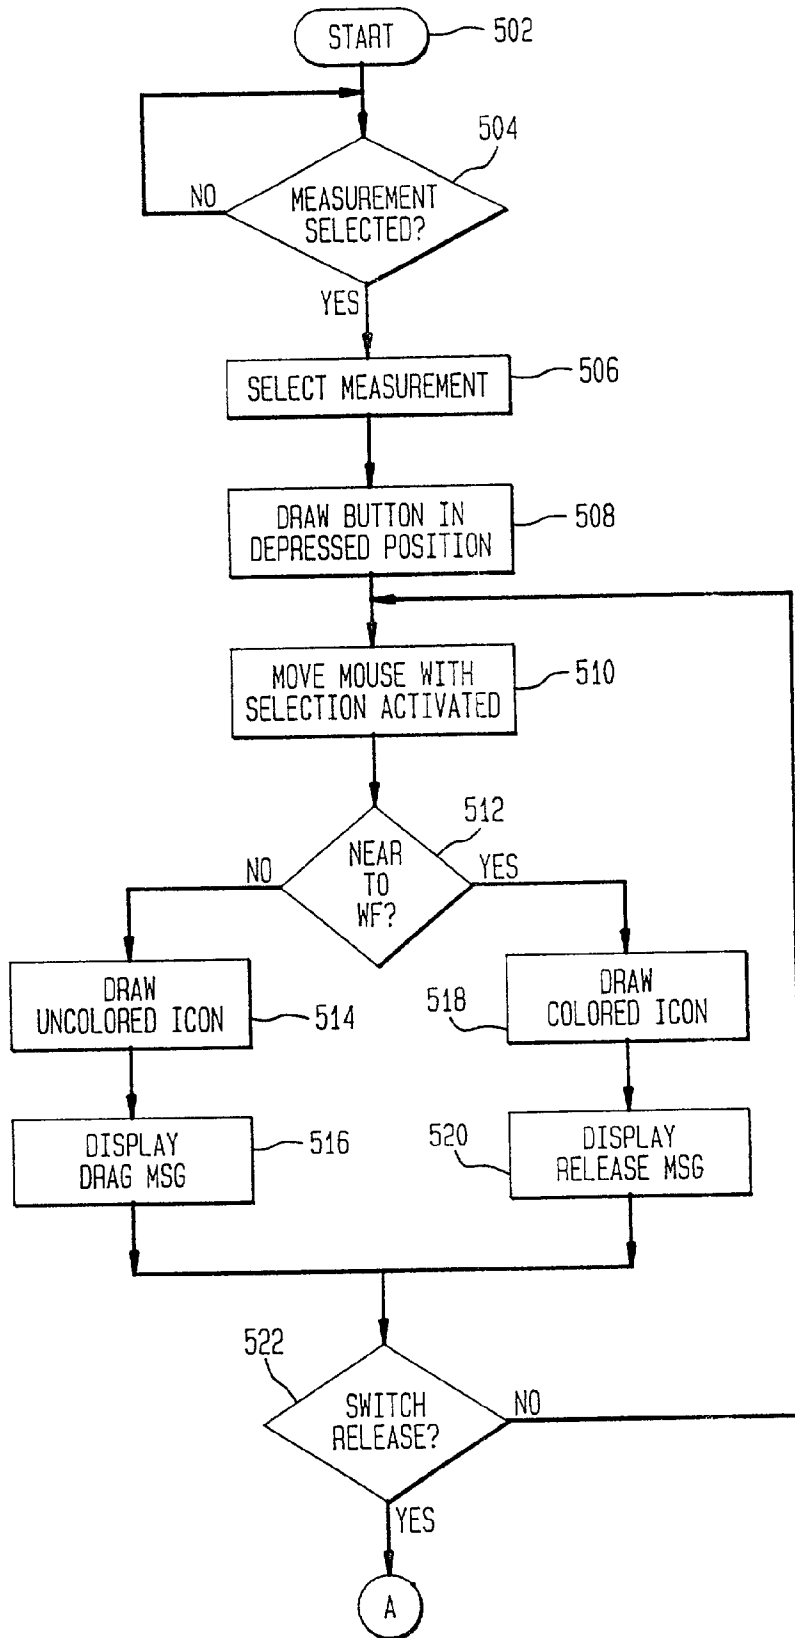 START
502
504
NO
MEASUREMENT
SELECTED?
YES
SELECT MEASUREMENT
506
DRAW BUTTON IN
DEPRESSED POSITION
508
MOVE MOUSE WITH
SELECTION ACTIVATED
510
512
NO
NEAR
TO
WF?
YES
DRAW
UNCOLORED ICON
514
518
DRAW
COLORED ICON
DISPLAY
DRAG MSG
516
520
DISPLAY
RELEASE MSG
522
SWITCH
RELEASE?
NO
YES
A